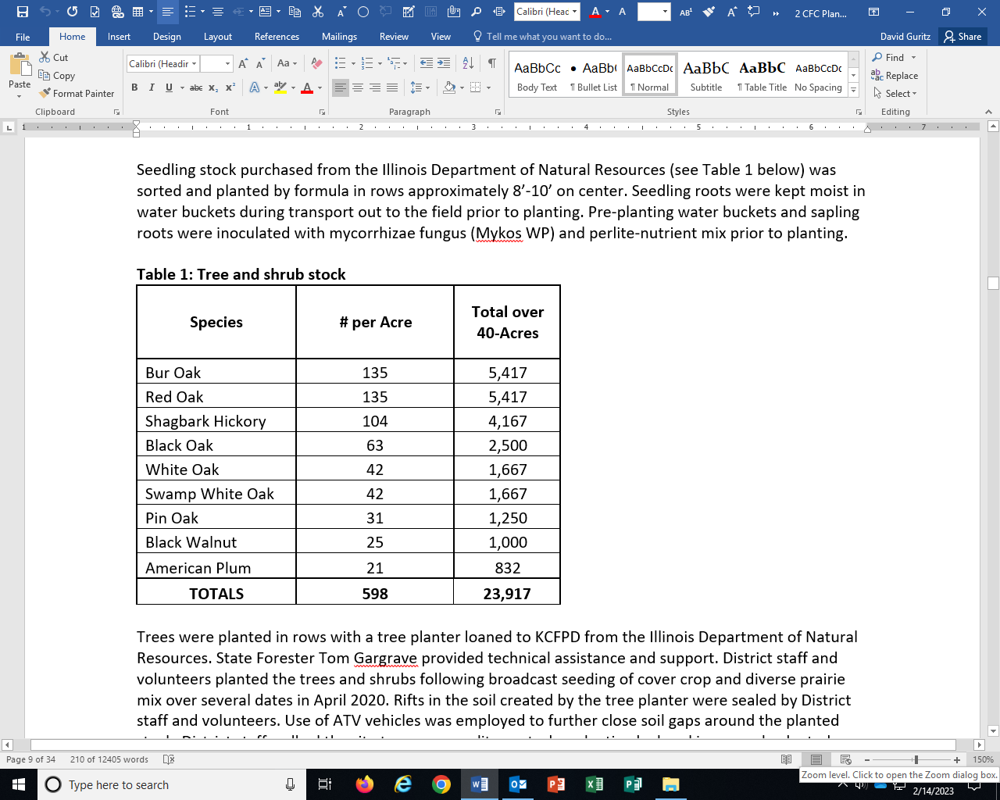 Calibri (Headi
2 CFC Plan...
File
Home
Insert
Design
Layout
References
Mailings
Review
View
Tell me what you want to do...
David Guritz
Share
Paste
Cut
Copy
Format Painter
Clipboard
Calibri (Headir
Aa
B I U abc x₂ x²
Font
Paragraph
AaBbCc
Body Text
AaBb(
¶ Bullet List
AaBbCcDc
¶ Normal
AaBbC
Subtitle
AaBbC
¶ Table Title
AaBbCcDc
No Spacing
Styles
Find
Replace
Select
Editing
1 1 2 3 4 5 6 7
Seedling stock purchased from the Illinois Department of Natural Resources (see Table 1 below) was
sorted and planted by formula in rows approximately 8’-10’ on center. Seedling roots were kept moist in
water buckets during transport out to the field prior to planting. Pre-planting water buckets and sapling
roots were inoculated with mycorrhizae fungus (Mykos WP) and perlite-nutrient mix prior to planting.
Table 1: Tree and shrub stock
Species # per Acre Total over
40-Acres
Bur Oak 135 5,417
Red Oak 135 5,417
Shagbark Hickory 104 4,167
Black Oak 63 2,500
White Oak 42 1,667
Swamp White Oak 42 1,667
Pin Oak 31 1,250
Black Walnut 25 1,000
American Plum 21 832
TOTALS 598 23,917
Trees were planted in rows with a tree planter loaned to KCFPD from the Illinois Department of Natural
Resources. State Forester Tom Gargrave provided technical assistance and support. District staff and
volunteers planted the trees and shrubs following broadcast seeding of cover crop and diverse prairie
mix over several dates in April 2020. Rifts in the soil created by the tree planter were sealed by District
staff and volunteers. Use of ATV vehicles was employed to further close soil gaps around the planted
Page 9 of 34
210 of 12405 words
150%
Zoom level. Click to open the Zoom dialog box.
Type here to search
2/14/2023